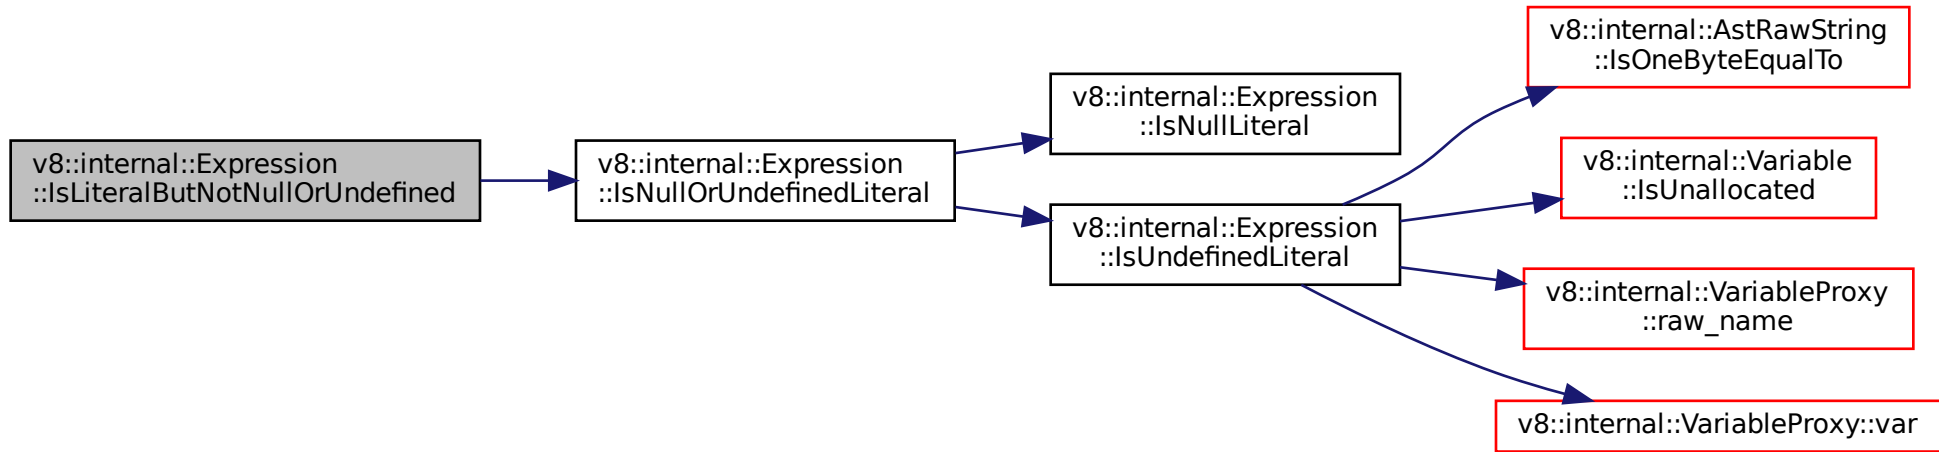 v8::internal::Expression
::IsLiteralButNotNullOrUndefined
v8::internal::Expression
::IsNullOrUndefinedLiteral
v8::internal::Expression
::IsNullLiteral
v8::internal::Expression
::IsUndefinedLiteral
v8::internal::AstRawString
::IsOneByteEqualTo
v8::internal::Variable
::IsUnallocated
v8::internal::VariableProxy
::raw_name
v8::internal::VariableProxy::var